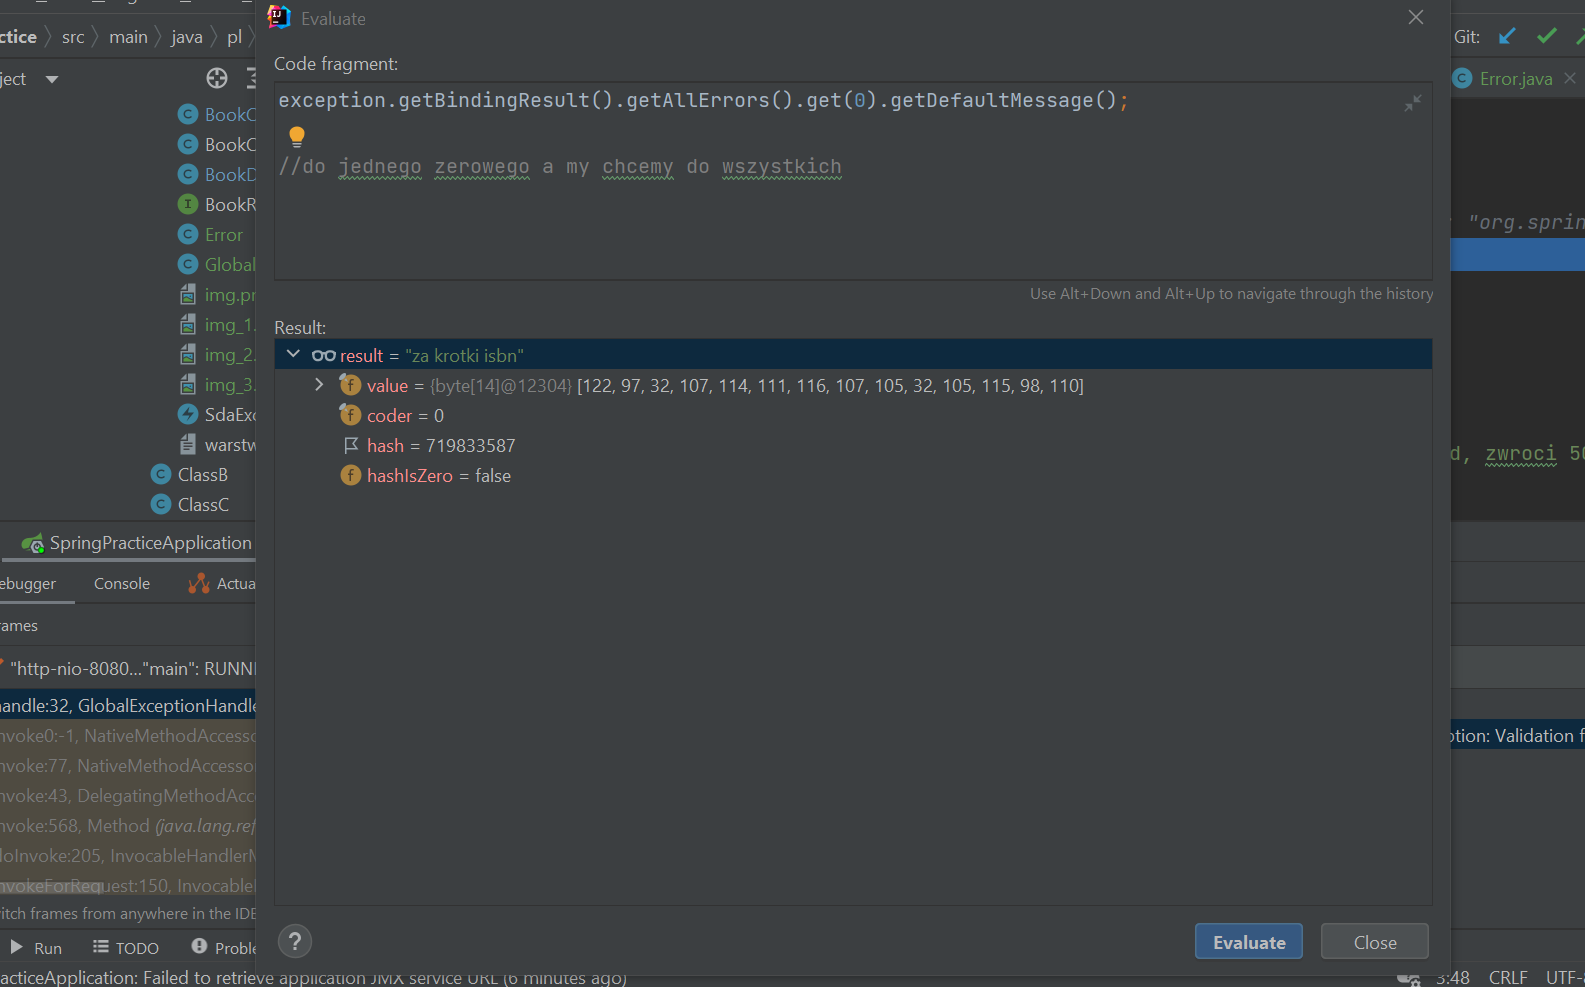 Evaluate
ctice src main java pl
Git:
Code fragment:
ject
Error.java
exception.getBindingResult().getAllErrors().get(0).getDefaultMessage();
BookC
BookC
//do jednego zerowego a my chcemy do wszystkich
BookD
BookR
"org.sprin
Error
Global
Use Alt+Down and Alt+Up to navigate through the history
img.pr
img_1.
Result:
img_2.
result = "za krotki isbn"
img_3.
value = {byte[14]@12304} [122, 97, 32, 107, 114, 111, 116, 107, 105, 32, 105, 115, 98, 110]
SdaExc
coder = 0
warstw
hash = 719833587
d, zwroci 50
ClassB
hashIsZero = false
ClassC
SpringPracticeApplication
ebugger Console Actua
rames
"http-nio-8080..."main": RUNNI
andle:32, GlobalExceptionHandle
nvoke0:-1, NativeMethodAccesso
ption: Validation f
nvoke:77, NativeMethodAccesso
nvoke:43, DelegatingMethodAcce
nvoke:568, Method (java.lang.ref
doInvoke:205, InvocableHandlerM
nvokeForRequest:150, Invocable
itch frames from anywhere in the IDE
?
Evaluate
Close
Run TODO Proble
acticeApplication: Failed to retrieve application JMX service URL (6 minutes ago)
3:48 CRLF UTF-8